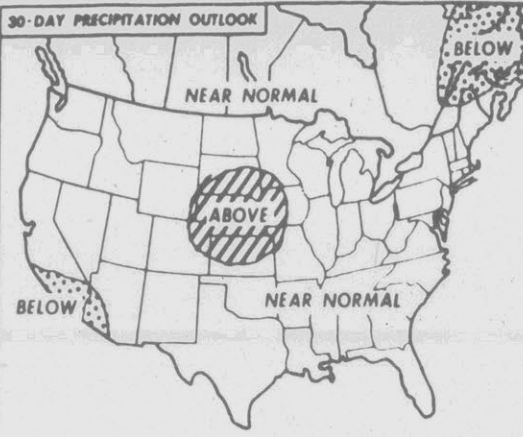 30-DAY PRECIPITATION OUTLOOK
BELOW
NEAR NORMAL
ABOVE
BELOW
NEAR NORMAL